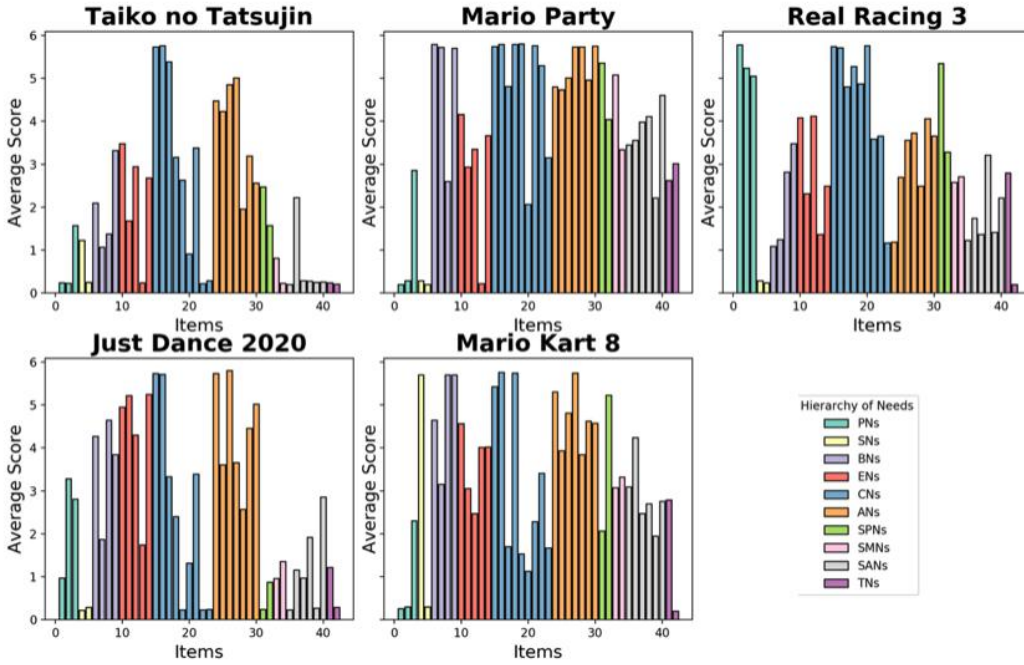 Taiko no Tatsujin
Mario Party
Real Racing 3
Average Score
6
5
4
3
2
1
0
0 10 20 30 40
Items
Average Score
0 10 20 30 40
Items
Average Score
0 10 20 30 40
Items
Just Dance 2020
Mario Kart 8
Average Score
6
5
4
3
2
1
0
0 10 20 30 40
Items
Average Score
0 10 20 30 40
Items
Hierarchy of Needs
PNs
SNs
BNs
ENs
CNs
ANs
SPNs
SMNs
SANs
TNs